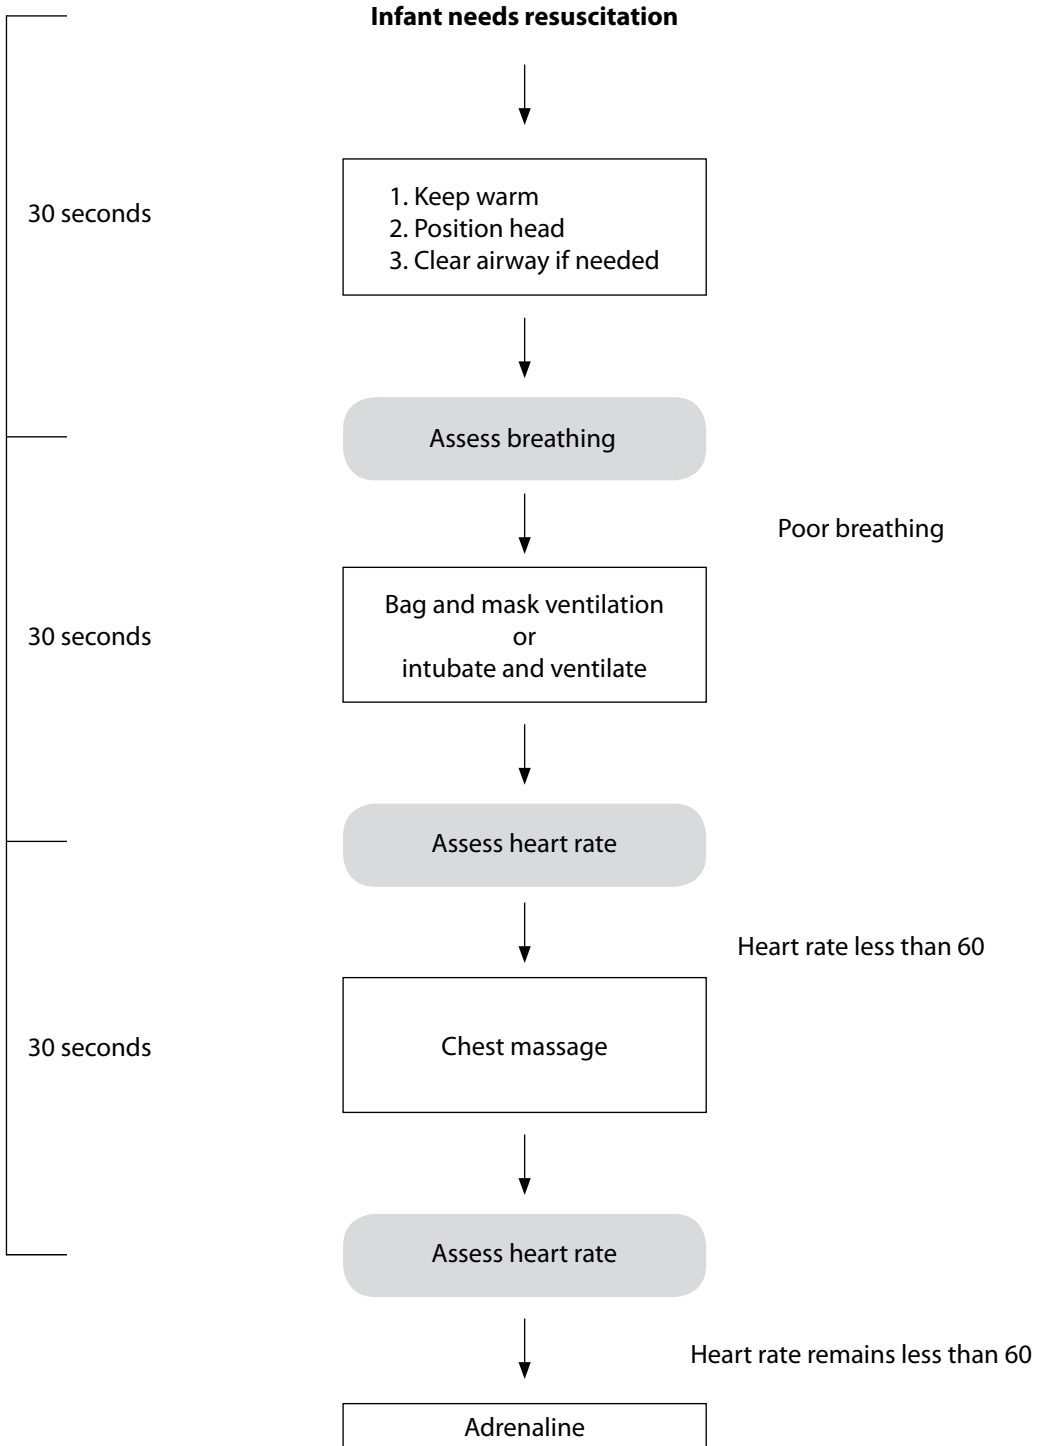 Infant needs resuscitation
30 seconds
1. Keep warm
2. Position head
3. Clear airway if needed
Assess breathing
Poor breathing
30 seconds
Bag and mask ventilation
or
intubate and ventilate
Assess heart rate
Heart rate less than 60
30 seconds
Chest massage
Assess heart rate
Heart rate remains less than 60
Adrenaline